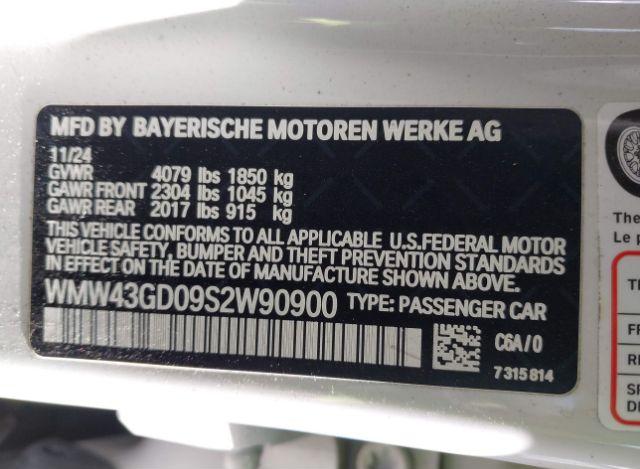 MFD BY BAYERISCHE MOTOREN WERKE AG
11/24
GVWR 4079 lbs 1850 kg
GAWR FRONT 2304 lbs 1045 kg
GAWR REAR 2017 lbs 915 kg
THIS VEHICLE CONFORMS TO ALL APPLICABLE U.S.FEDERAL MOTOR
VEHICLE SAFETY, BUMPER AND THEFT PREVENTION STANDARDS
IN EFFECT ON THE DATE OF MANUFACTURE SHOWN ABOVE.
WMW43GD09S2W90900 TYPE: PASSENGER CAR
C6A/0
7315814
The
Le p